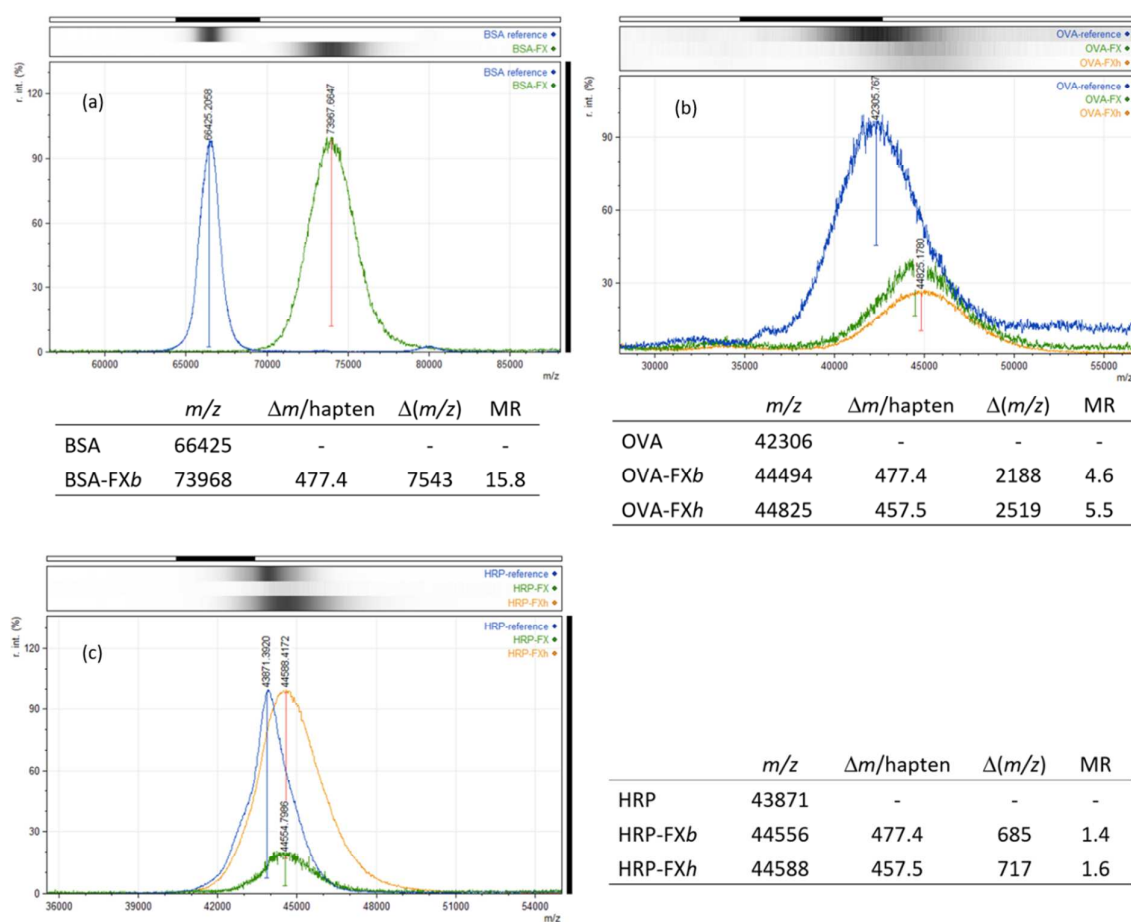 BSA reference
BSA-FX
BSA reference
BSA-FX
r. int. (%)
(a)
66425.2058
73967.6647
120
90
60
30
0
60000 65000 70000 75000 80000 85000
m/z
m/z Δm/hapten Δ(m/z) MR
BSA 66425 - - -
BSA-FXb 73968 477.4 7543 15.8
OVA-reference
OVA-FX
OVA-FXh
OVA-reference
OVA-FX
OVA-FXh
r. int. (%)
(b)
42305.767
44825.1780
90
60
30
30000 35000 40000 45000 50000 55000
m/z
m/z Δm/hapten Δ(m/z) MR
OVA 42306 - - -
OVA-FXb 44494 477.4 2188 4.6
OVA-FXh 44825 457.5 2519 5.5
HRP-reference
HRP-FX
HRP-FXh
HRP-reference
HRP-FX
HRP-FXh
r. int. (%)
(c)
43871.3920
44588.4172
44554.7986
120
90
60
30
0
36000 39000 42000 45000 48000 51000 54000
m/z
m/z Δm/hapten Δ(m/z) MR
HRP 43871 - - -
HRP-FXb 44556 477.4 685 1.4
HRP-FXh 44588 457.5 717 1.6